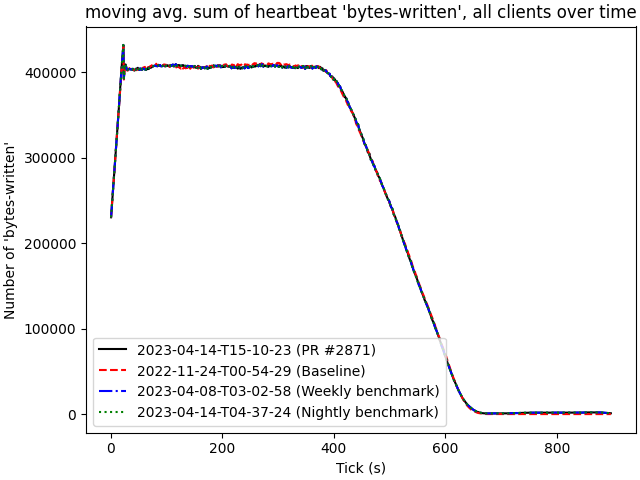 moving avg. sum of heartbeat 'bytes-written', all clients over time
Number of 'bytes-written'
400000
300000
200000
100000
0
2023-04-14-T15-10-23 (PR #2871)
2022-11-24-T00-54-29 (Baseline)
2023-04-08-T03-02-58 (Weekly benchmark)
2023-04-14-T04-37-24 (Nightly benchmark)
0 200 400 600 800
Tick (s)